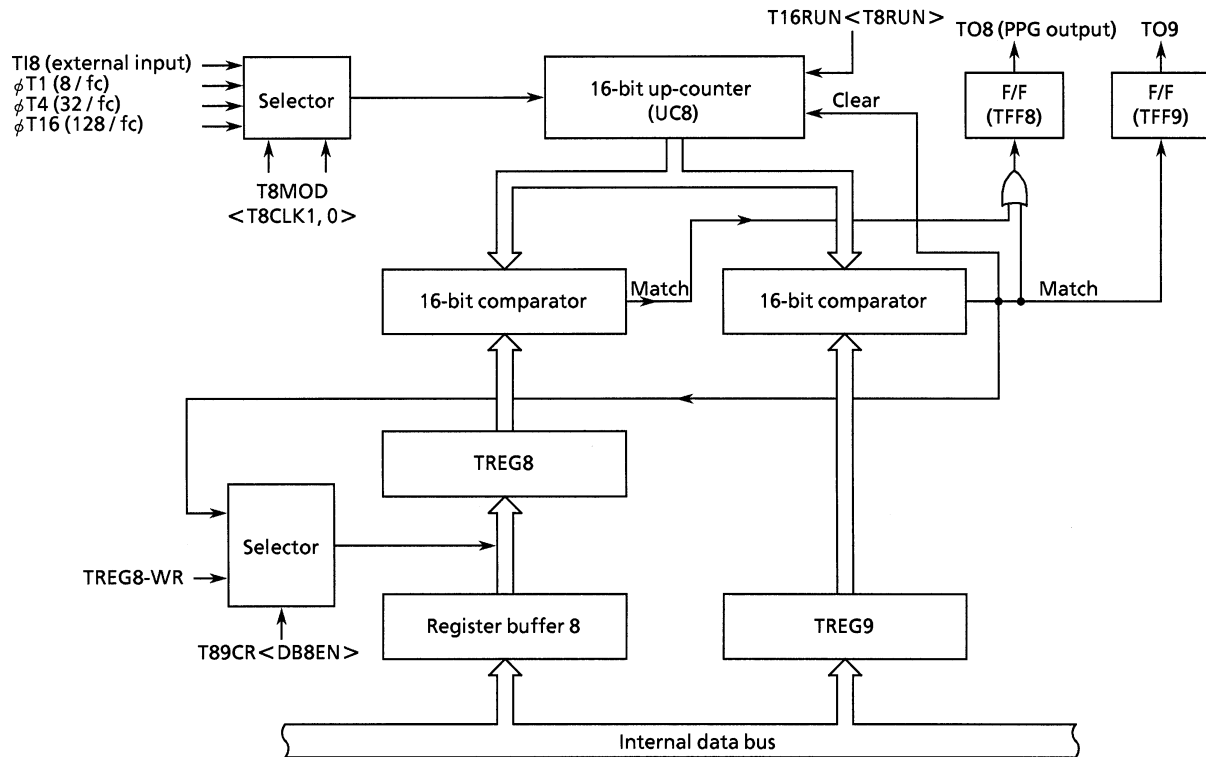 T16RUN<T8RUN>
TO8 (PPG output)
TO9
TI8 (external input)
ϕT1 (8 / fc)
ϕT4 (32 / fc)
ϕT16 (128 / fc)
Selector
16-bit up-counter
(UC8)
Clear
F/F
(TFF8)
F/F
(TFF9)
T8MOD
<T8CLK1, 0>
16-bit comparator
Match
16-bit comparator
Match
TREG8
Selector
TREG8-WR
T89CR<DB8EN>
Register buffer 8
TREG9
Internal data bus